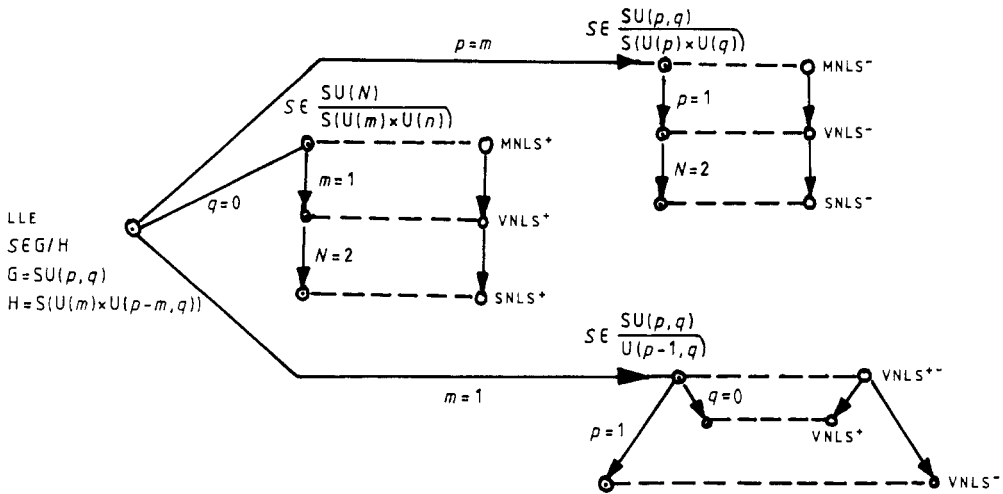 p=m
SE SU(p,q)
S(U(p)×U(q))
MNLS⁻
p=1
VNLS⁻
N=2
SNLS⁻
SE SU(N)
S(U(m)×U(n))
MNLS⁺
m=1
q=0
VNLS⁺
N=2
SNLS⁺
LLE
SEG/H
G=SU(p,q)
H=S(U(m)×U(p-m,q))
SE SU(p,q)
U(p-1,q)
m=1
VNLS⁺⁻
q=0
p=1
VNLS⁺
VNLS⁻